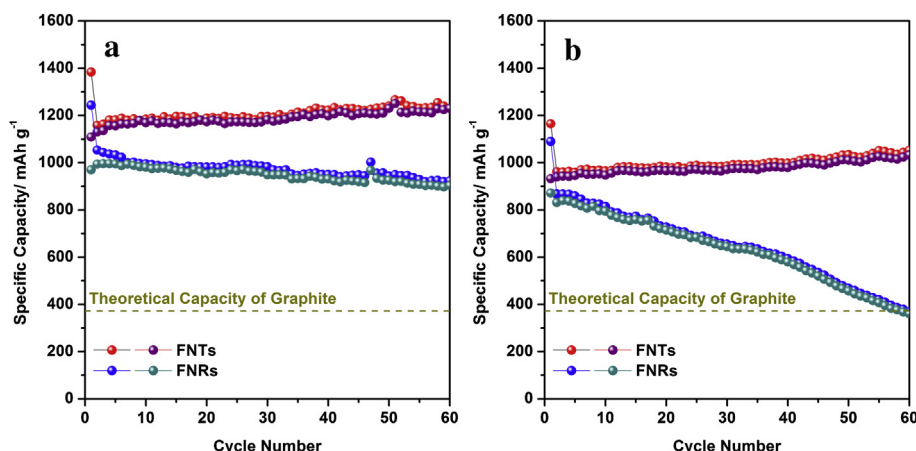 a
1600
1400
1200
1000
800
600
400
200
0
Specific Capacity/ mAh g⁻¹
Theoretical Capacity of Graphite
FNTs
FNRs
0 10 20 30 40 50 60
Cycle Number
b
1600
1400
1200
1000
800
600
400
200
0
Specific Capacity/ mAh g⁻¹
Theoretical Capacity of Graphite
FNTs
FNRs
0 10 20 30 40 50 60
Cycle Number